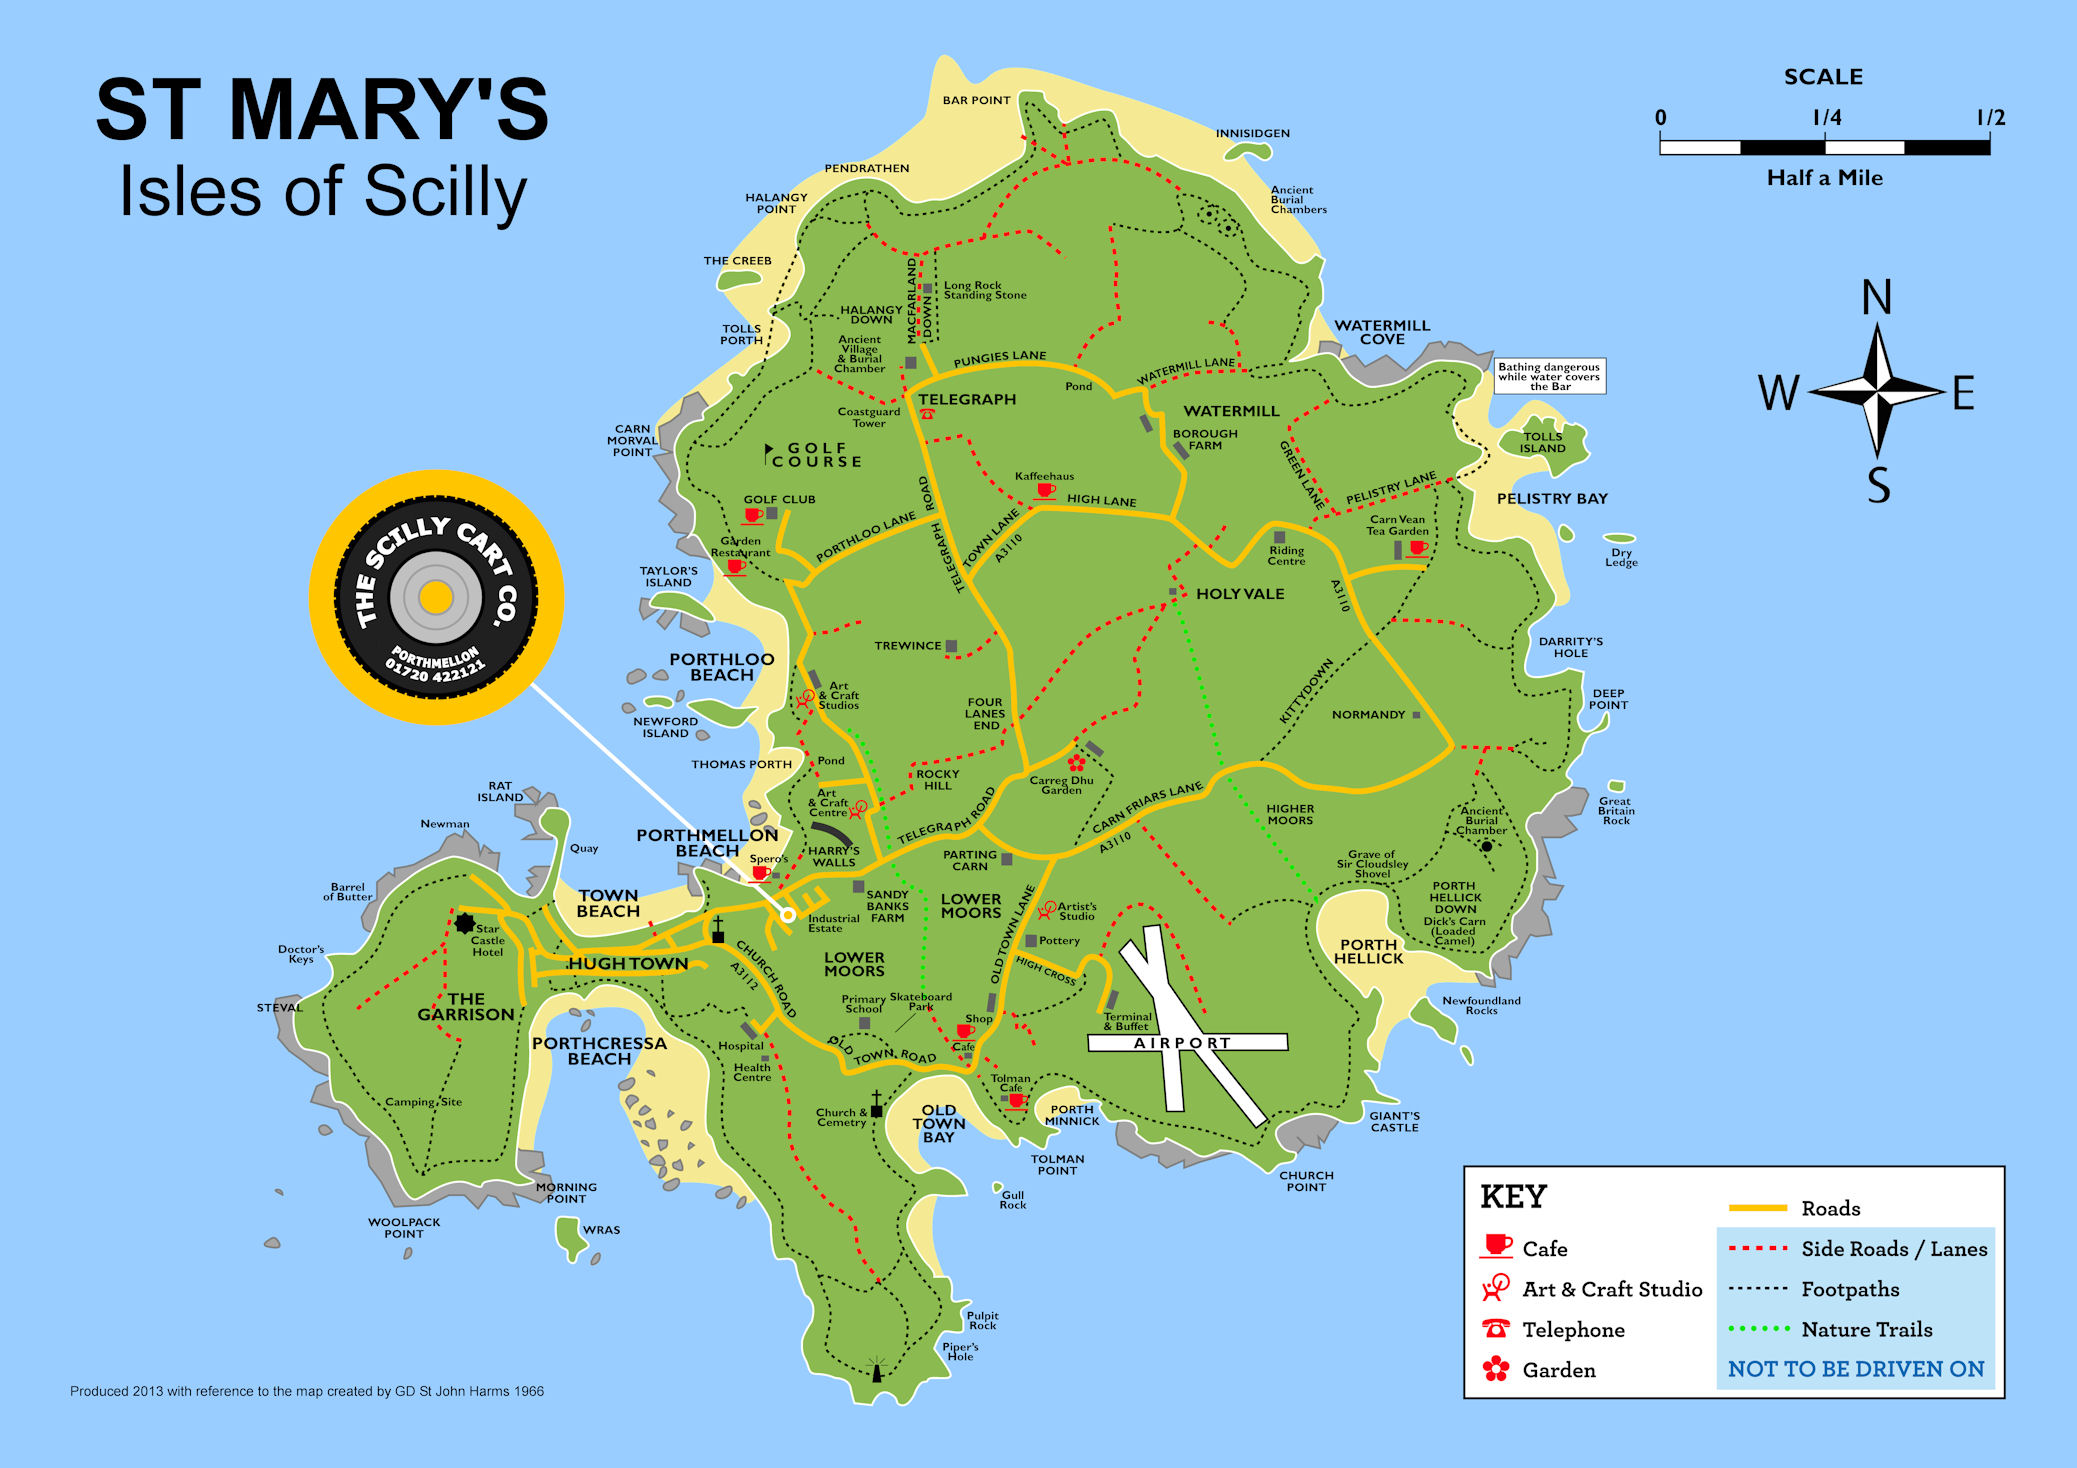 ST MARY'S
Isles of Scilly
SCALE
0 1/4 1/2
Half a Mile
N
W E
S
BAR POINT
INNISIDGEN
PENDRATHEN
HALANGY
POINT
Ancient
Burial
Chambers
THE CREEB
MACFARLAND
DOWN
Long Rock
Standing Stone
HALANGY
DOWN
TOLLS
PORTH
Ancient
Village
& Burial
Chamber
PUNGIES LANE
WATERMILL LANE
WATERMILL
COVE
Bathing dangerous
while water covers
the Bar
Pond
TELEGRAPH
Coastguard
Tower
WATERMILL
BOROUGH
FARM
CARN
MORVAL
POINT
GOLF
COURSE
TOLLS
ISLAND
GREEN LANE
PELISTRY LANE
Kaffeehaus
HIGH LANE
GOLF CLUB
PELISTRY BAY
TELEGRAPH ROAD
PORTHLOO LANE
TOWN LANE
A3110
Carn Vean
Tea Garden
Garden
Restaurant
Riding
Centre
Dry
Ledge
THE SCILLY CART CO.
PORTHMELLON
01720 422121
TAYLOR'S
ISLAND
HOLY VALE
A3110
TREWINCE
DARRITY'S
HOLE
PORTHLOO
BEACH
KITTYDOWN
Art
& Craft
Studios
DEEP
POINT
FOUR
LANES
END
NORMANDY
NEWFORD
ISLAND
THOMAS PORTH
Pond
ROCKY
HILL
Carreg Dhu
Garden
RAT
ISLAND
Art
& Craft
Centre
TELEGRAPH ROAD
CARN FRIARS LANE
A3110
HIGHER
MOORS
Ancient
Burial
Chamber
Great
Britain
Rock
Newman
Quay
PORTHMELLON
BEACH
HARRY'S
WALLS
Spero's
PARTING
CARN
Grave of
Sir Cloudsley
Shovel
Barrel
of Butter
TOWN
BEACH
SANDY
BANKS
FARM
LOWER
MOORS
Industrial
Estate
PORTH
HELLICK
DOWN
Dick's Carn
(Loaded
Camel)
OLD TOWN LANE
Artist's
Studio
Pottery
Star
Castle
Hotel
Doctor's
Keys
HUGH TOWN
CHURCH ROAD
A3112
LOWER
MOORS
HIGH CROSS
PORTH
HELLICK
STEVAL
THE
GARRISON
Primary
School
Skateboard
Park
Shop
Terminal
& Buffet
Newfoundland
Rocks
PORTHCRESSA
BEACH
Hospital
Health
Centre
OLD TOWN ROAD
Cafe
AIRPORT
Camping Site
Tolman
Cafe
Church &
Cemetry
OLD
TOWN
BAY
PORTH
MINNICK
GIANT'S
CASTLE
TOLMAN
POINT
CHURCH
POINT
MORNING
POINT
WOOLPACK
POINT
WRAS
Gull
Rock
Pulpit
Rock
Piper's
Hole
KEY
Cafe
Art & Craft Studio
Telephone
Garden
Roads
Side Roads / Lanes
Footpaths
Nature Trails
NOT TO BE DRIVEN ON
Produced 2013 with reference to the map created by GD St John Harms 1966